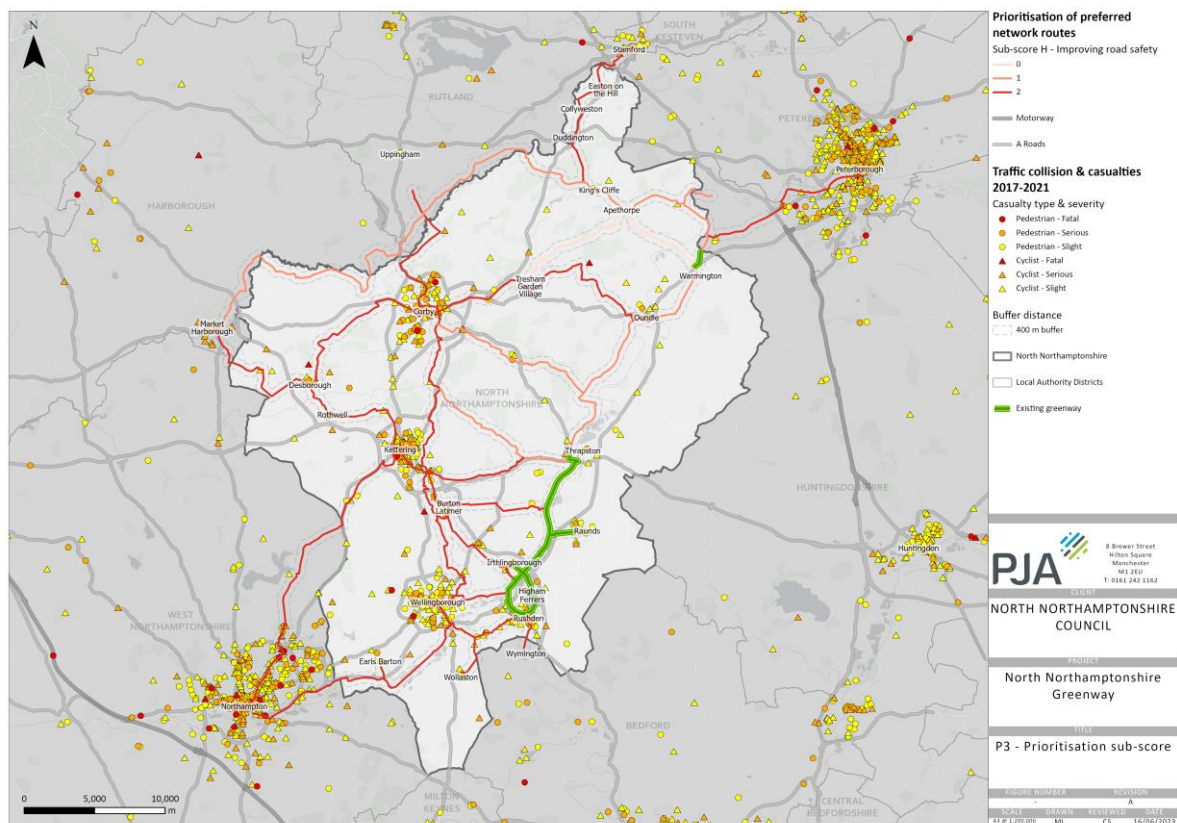 N
SOUTH
KESTEVEN
Stamford
Easton on
the Hill
RUTLAND
Collyweston
Duddington
Uppingham
Peterborough
King's Cliffe
HARBOROUGH
Apethorpe
Warmington
Tresham
Garden
Village
Corby
Oundle
Market
Harborough
Desborough
NORTH
NORTHAMPTONSHIRE
Rothwell
Kettering
Thrapston
HUNTINGDONSHIRE
Burton
Latimer
Raunds
Huntingdon
Irthlingborough
Higham
Ferrers
Wellingborough
Rushden
WEST
NORTHAMPTONSHIRE
Wymington
Earls Barton
Wollaston
Northampton
BEDFORD
MILTON
KEYNES
CENTRAL
BEDFORDSHIRE
0 5,000 10,000
m
Prioritisation of preferred
network routes
Sub-score H - Improving road safety
0
1
2
Motorway
A Roads
Traffic collision & casualties
2017-2021
Casualty type & severity
Pedestrian - Fatal
Pedestrian - Serious
Pedestrian - Slight
Cyclist - Fatal
Cyclist - Serious
Cyclist - Slight
Buffer distance
400 m buffer
North Northamptonshire
Local Authority Districts
Existing greenway
PJA
8 Brewer Street
Hilton Square
Manchester
M1 2EU
T: 0161 242 1162
CLIENT
NORTH NORTHAMPTONSHIRE
COUNCIL
PROJECT
North Northamptonshire
Greenway
TITLE
P3 - Prioritisation sub-score
FIGURE NUMBER REVISION
- A
SCALE DRAWN REVIEWED DATE
A3 @ 1:200,000 ML CS 16/06/2023